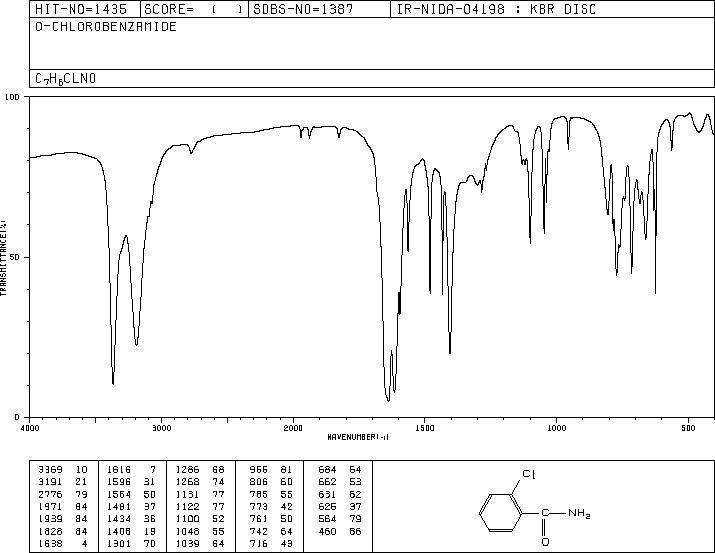 HIT-NO=1435 SCORE= ( ) SDBS-NO=1387 IR-NIDA-04198 : KBR DISC
O-CHLOROBENZAMIDE
C7H6CLNO
100
50
0
TRANSMITTANCE(%)
4000 3000 2000 1500 1000 500
WAVENUMBER(-1)
3369 10 1616 7 1286 68 966 81 684 64
3191 21 1596 31 1268 74 806 60 662 53
2776 79 1564 50 1131 77 785 55 631 62
1971 84 1481 37 1122 77 773 42 625 37
1939 84 1434 36 1100 52 761 50 564 79
1828 84 1408 19 1048 55 742 64 460 86
1638 4 1301 70 1039 64 716 43
Cl
C—NH2
O